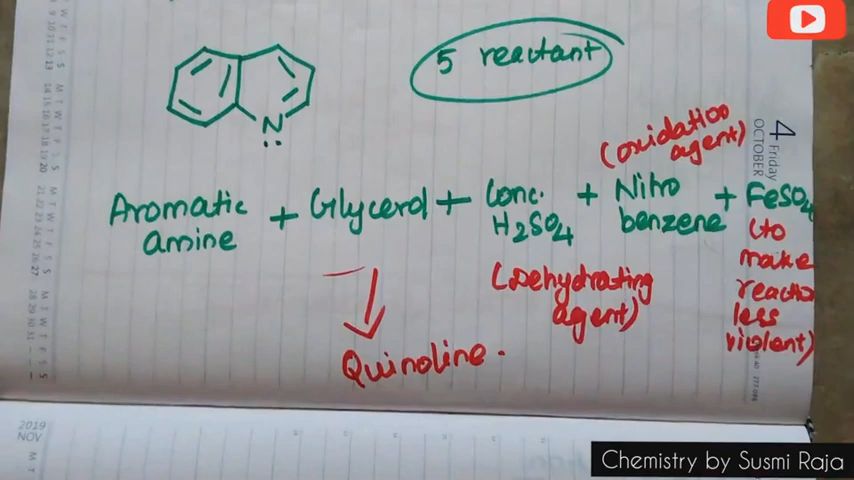 5 reactant
N
(oxidation
agent)
Aromatic
amine
+ Glycerol + Conc.
H2SO4
+ Nitro
benzene
+ FeSO4
(Dehydrating
agent)
(to
make
reaction
less
violent)
Quinoline.
4
Friday
OCTOBER
2019
NOV
M T
Chemistry by Susmi Raja